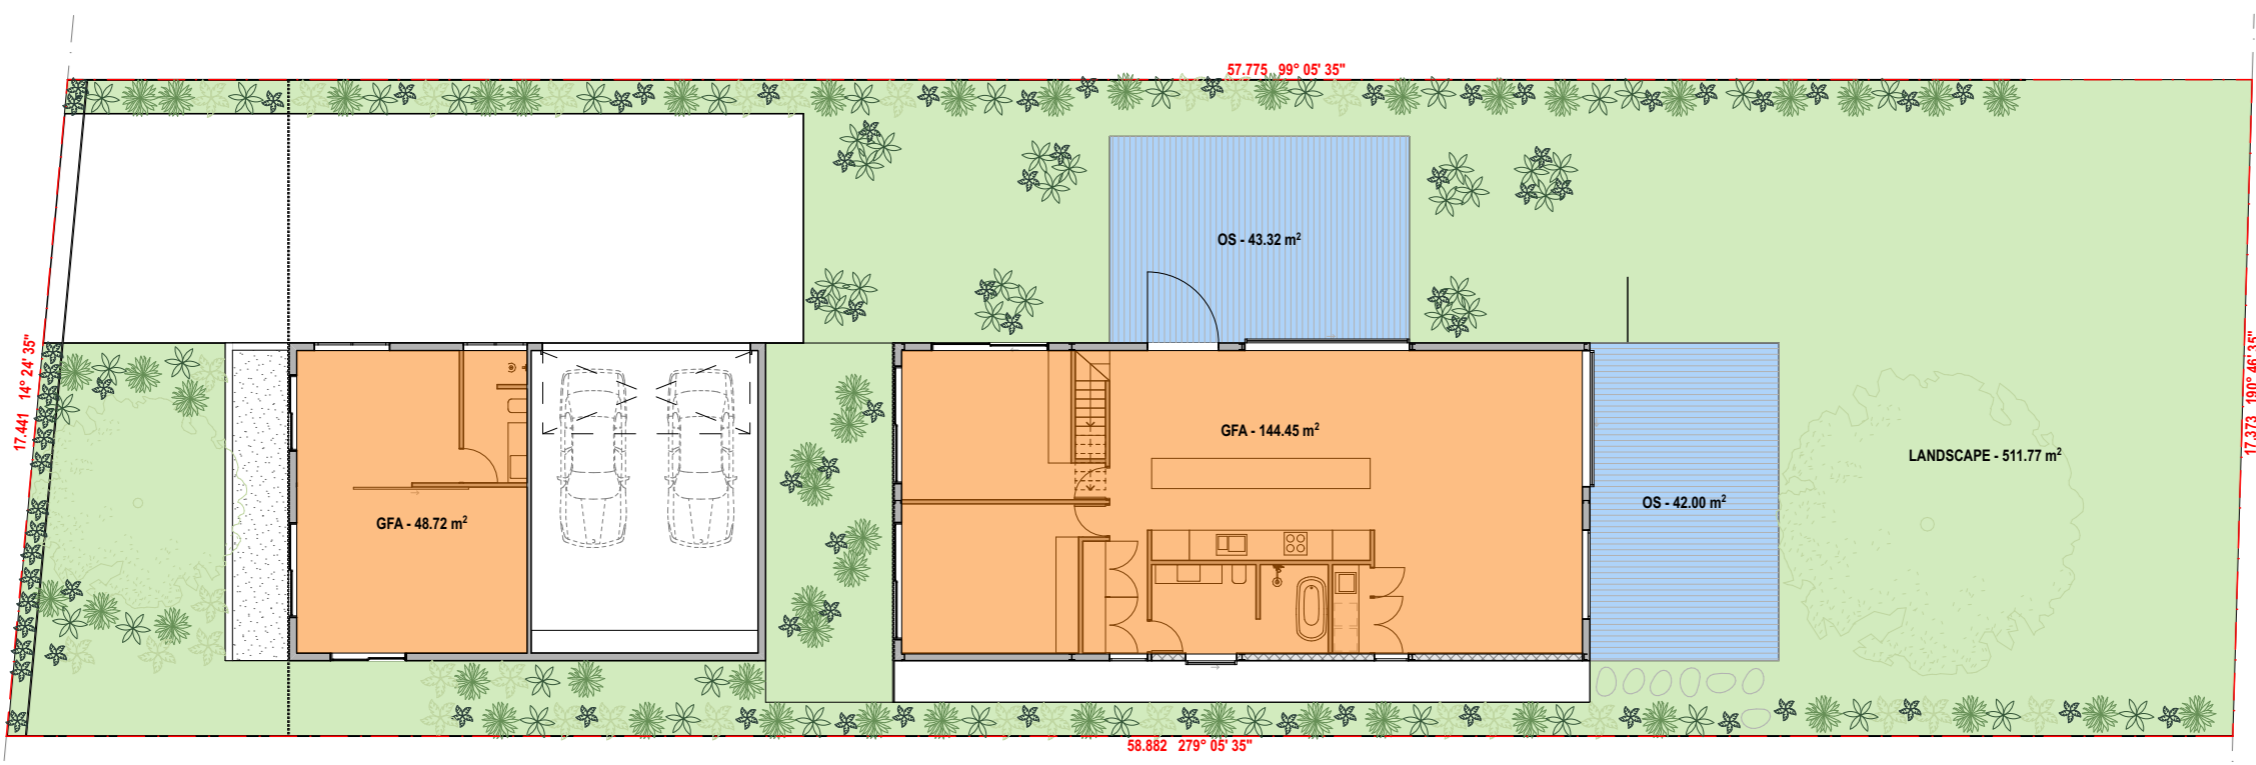 57.775 99° 05' 35"
OS - 43.32 m²
17.441 14° 24' 35"
GFA - 144.45 m²
17.373 190° 46' 35"
LANDSCAPE - 511.77 m²
OS - 42.00 m²
GFA - 48.72 m²
58.882 279° 05' 35"